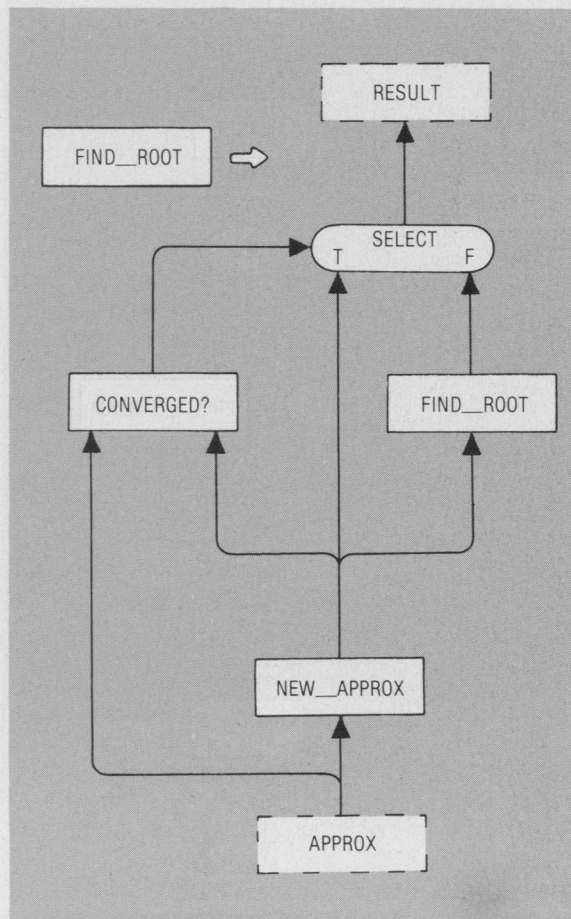 RESULT
FIND__ROOT
SELECT
T F
CONVERGED?
FIND__ROOT
NEW__APPROX
APPROX